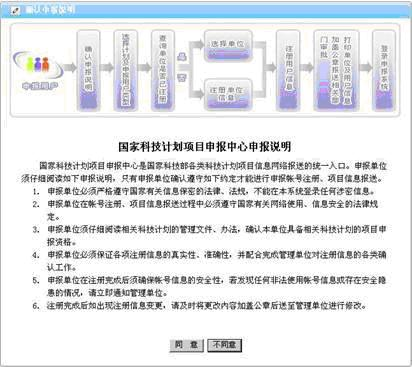 确认申报说明
申报用户
确认申报说明
选择计划及申报用户类型
查询单位是否已注册
是
否
选择单位
注册单位信息
注册用户信息
打印单位及用户信息
加盖公章报送相关部门审批
登录申报系统
国家科技计划项目申报中心申报说明
国家科技计划项目申报中心是国家科技部各类科技计划项目信息网络报送的统一入口。申报单位
须仔细阅读如下申报说明,只有申报单位确认遵守如下约定才能进行申报帐号注册、项目信息报送。
1. 申报单位必须严格遵守国家有关信息保密的法律、法规,不能在本系统登录任何涉密信息。
2. 申报单位在帐号注册、项目信息报送过程中必须遵守国家有关网络使用、信息安全的法律规
定。
3. 申报单位须仔细阅读相关科技计划的管理文件、办法,确认本单位具备相关科技计划的项目申
报资格。
4. 申报单位必须保证各项注册信息的真实性、准确性,并配合完成管理单位对注册信息的各类确
认工作。
5. 申报单位在注册完成后须确保帐号信息的安全性,若发现任何非法使用帐号信息或存在安全隐
患的情况,请立即通知管理单位。
6. 注册完成后如出现注册信息变更,请及时将更改内容加盖公章后送至管理单位进行修改。
同 意
不同意